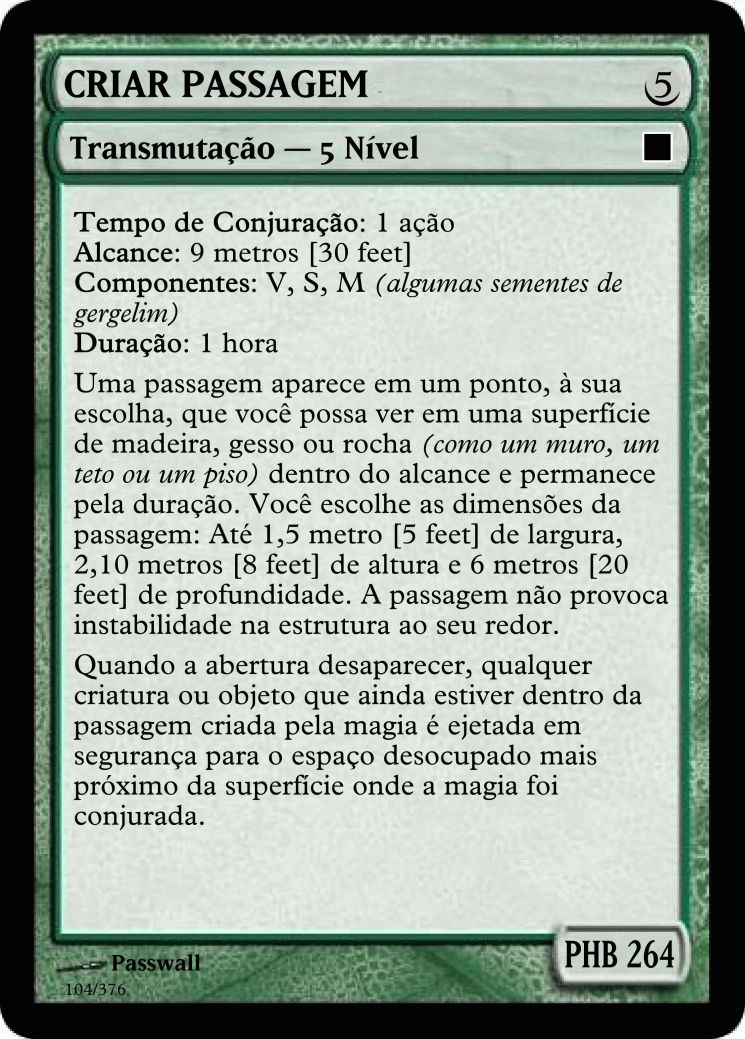 CRIAR PASSAGEM 5
Transmutação — 5 Nível
Tempo de Conjuração: 1 ação
Alcance: 9 metros [30 feet]
Componentes: V, S, M (algumas sementes de
gergelim)
Duração: 1 hora
Uma passagem aparece em um ponto, à sua
escolha, que você possa ver em uma superfície
de madeira, gesso ou rocha (como um muro, um
teto ou um piso) dentro do alcance e permanece
pela duração. Você escolhe as dimensões da
passagem: Até 1,5 metro [5 feet] de largura,
2,10 metros [8 feet] de altura e 6 metros [20
feet] de profundidade. A passagem não provoca
instabilidade na estrutura ao seu redor.
Quando a abertura desaparecer, qualquer
criatura ou objeto que ainda estiver dentro da
passagem criada pela magia é ejetada em
segurança para o espaço desocupado mais
próximo da superfície onde a magia foi
conjurada.
PHB 264
Passwall
104/376